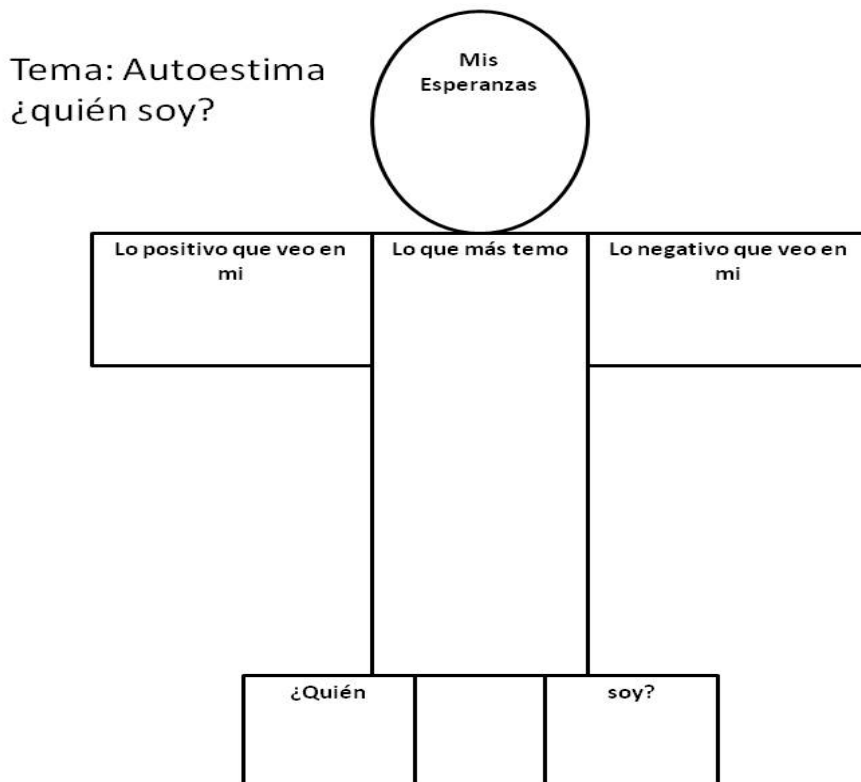 Tema: Autoestima
¿quién soy?
Mis
Esperanzas
Lo positivo que veo en
mi
Lo que más temo
Lo negativo que veo en
mi
¿Quién
soy?